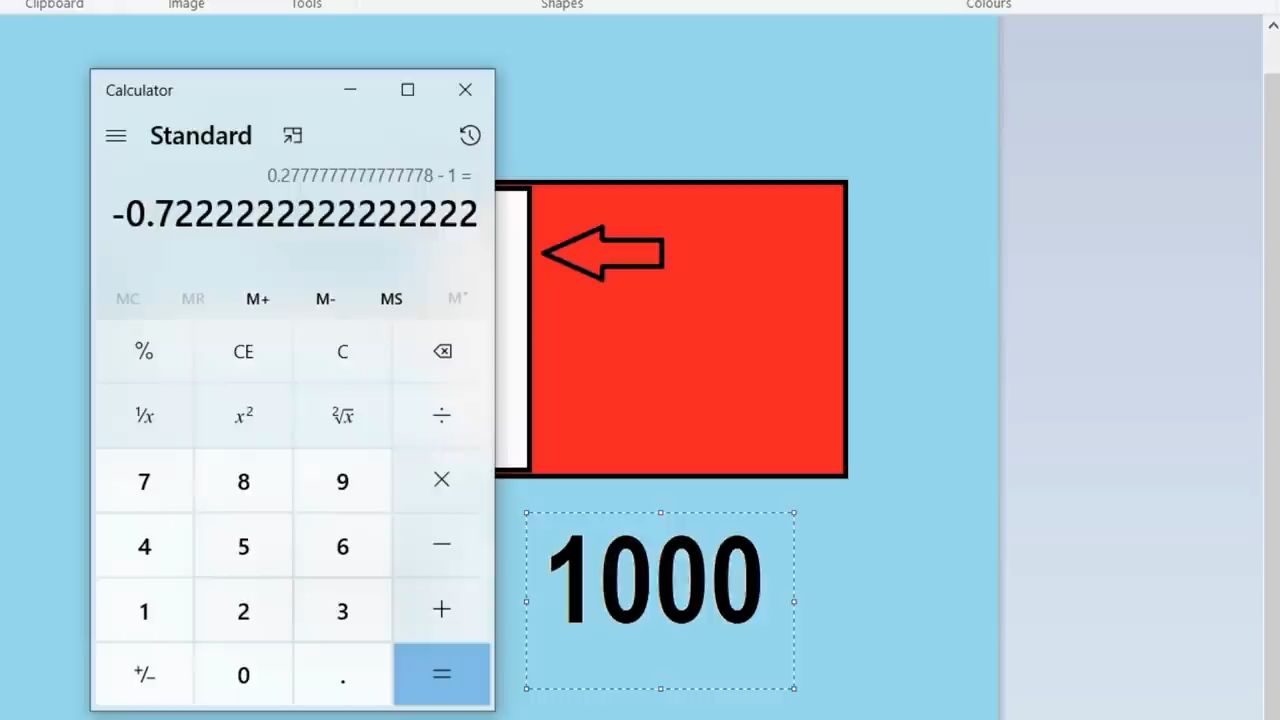 Clipboard Image Tools Shapes Colours
Calculator
Standard
0.2777777777777778 - 1 =
-0.7222222222222222
MC MR M+ M- MS M˅
% CE C
¹/x x² ²√x ÷
7 8 9 ×
4 5 6 −
1 2 3 +
+/− 0 . =
1000